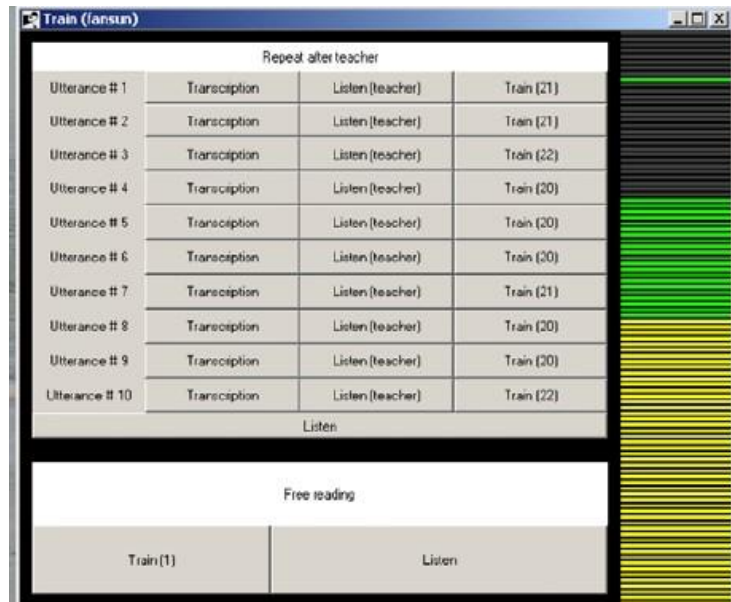 Train (fansun)
Repeat after teacher
Utterance # 1 Transcription Listen (teacher) Train (21)
Utterance # 2 Transcription Listen (teacher) Train (21)
Utterance # 3 Transcription Listen (teacher) Train (22)
Utterance # 4 Transcription Listen (teacher) Train (20)
Utterance # 5 Transcription Listen (teacher) Train (20)
Utterance # 6 Transcription Listen (teacher) Train (20)
Utterance # 7 Transcription Listen (teacher) Train (21)
Utterance # 8 Transcription Listen (teacher) Train (20)
Utterance # 9 Transcription Listen (teacher) Train (20)
Utterance # 10 Transcription Listen (teacher) Train (22)
Listen
Free reading
Train (1) Listen